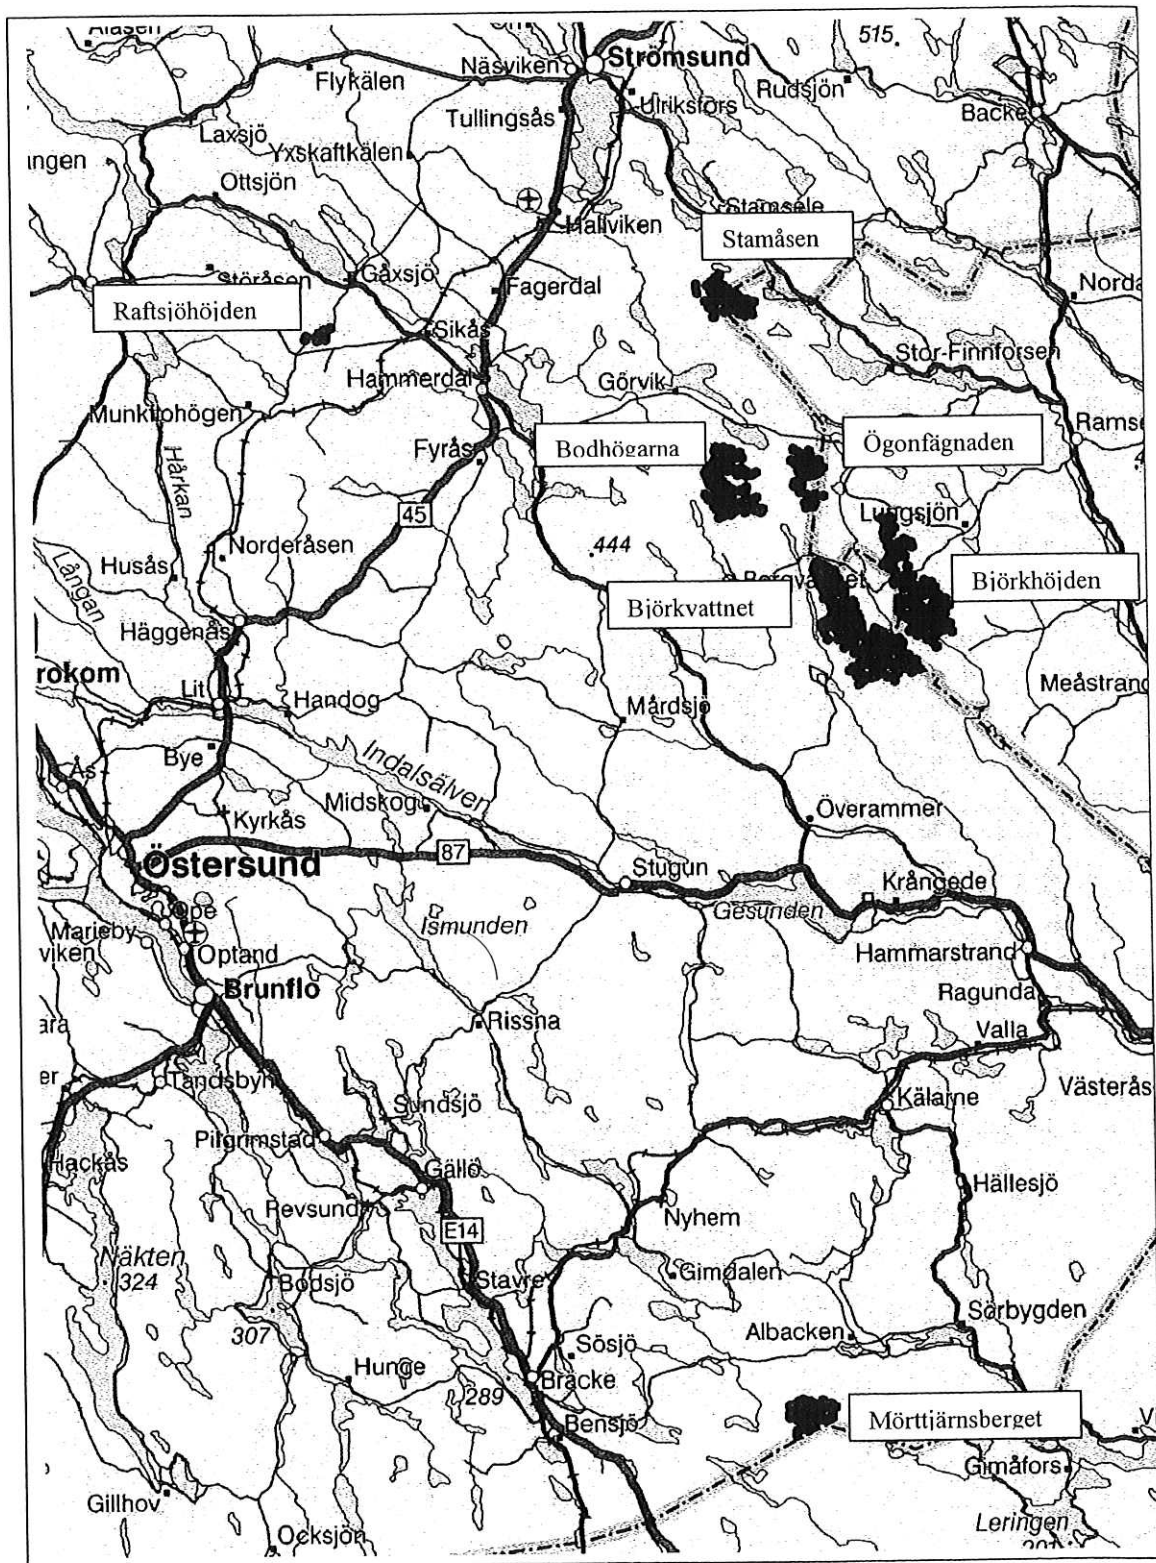 515
Näsviken
Strömsund
Flykälen
Rudsjön
Ulriksfors
Tullingsås
Backe
Laxsjö
Yxskaftkälen
Ottsjön
Stamsele
Hallviken
Stamåsen
Störåsen
Gåxsjö
Fagerdal
Norda
Raftsjöhöjden
Sikås
Stor-Finnforsen
Hammerdal
Görvik
Munkflohögen
Ramse
Bodhögarna
Ögonfägnaden
Fyrås
Hårkan
45
Lungsjön
444
Norderåsen
Husås
Långan
Björkhöjden
Björkvattnet
Häggenås
rokom
Lit
Handog
Mårdsjö
Meåstrand
Bye
Indalsälven
Ås
Midskog
Kyrkås
Överammer
87
Östersund
Stugun
Krångede
Ope
Ismunden
Gesunden
Marieby
viken
Optand
Hammarstrand
Brunflo
Ragunda
Rissna
Valla
Tandsbyn
Västerås
Sundsjö
Kälarne
Pilgrimstad
Hackås
Gällö
Hällesjö
Revsund
Nyhem
E14
Näkten
324
Bodsjö
Stavre
Gimdalen
Sörbygden
307
Albacken
Sösjö
Hunge
Bräcke
289
Mörttjärnsberget
Bensjö
Gimåfors
Gillhov
Leringen
Ocksjön